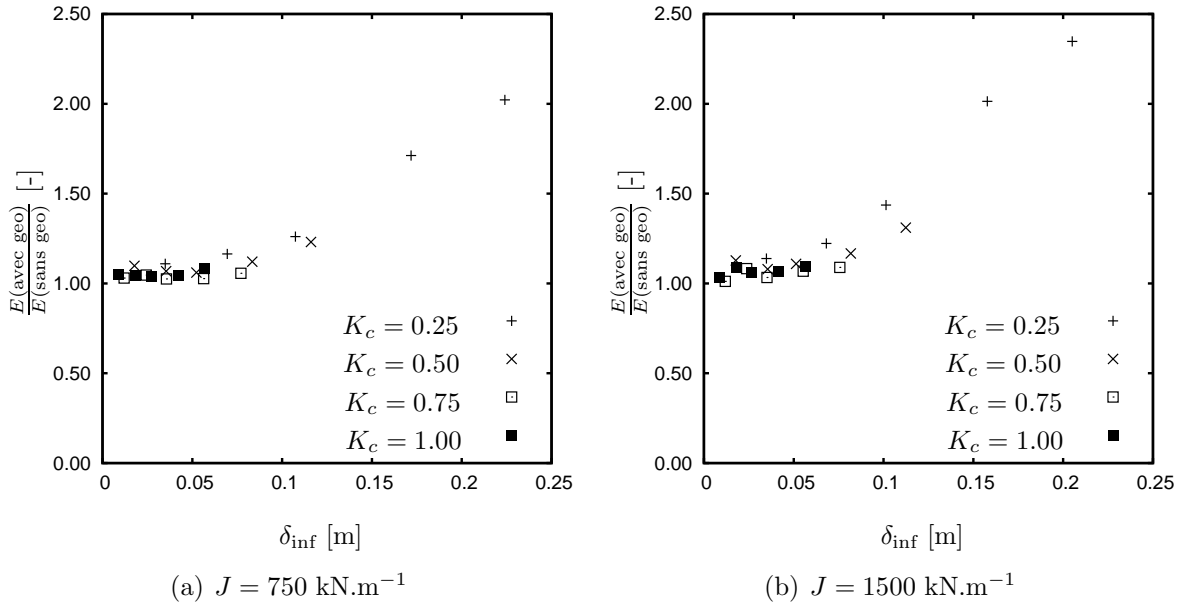 2.50
2.00
1.50
1.00
0.50
0.00
E(avec geo)
E(sans geo)
[-]
K_c = 0.25
K_c = 0.50
K_c = 0.75
K_c = 1.00
0 0.05 0.1 0.15 0.2 0.25
δ_inf [m]
(a) J = 750 kN.m⁻¹
2.50
2.00
1.50
1.00
0.50
0.00
E(avec geo)
E(sans geo)
[-]
K_c = 0.25
K_c = 0.50
K_c = 0.75
K_c = 1.00
0 0.05 0.1 0.15 0.2 0.25
δ_inf [m]
(b) J = 1500 kN.m⁻¹